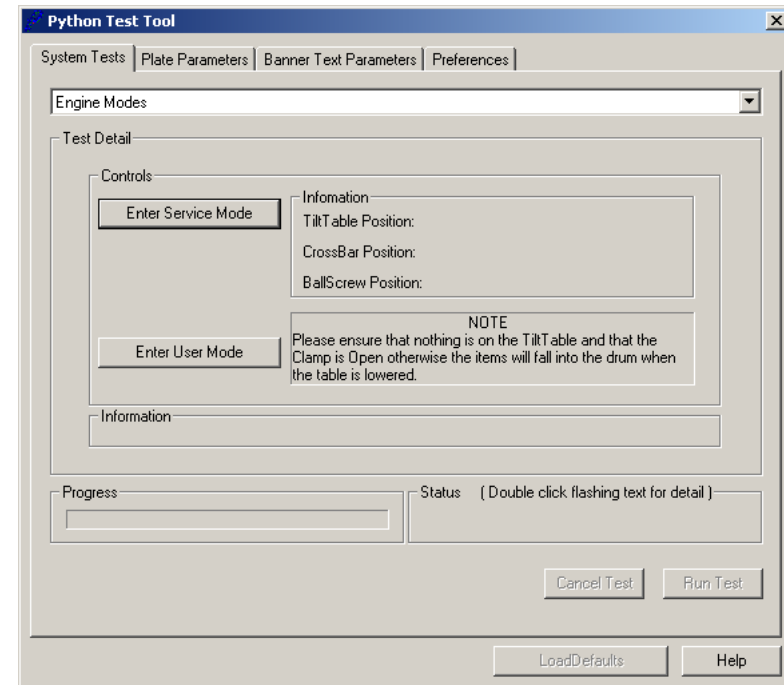 Python Test Tool
System Tests
Plate Parameters
Banner Text Parameters
Preferences
Engine Modes
Test Detail
Controls
Enter Service Mode
Infomation
TiltTable Position:
CrossBar Position:
BallScrew Position:
Enter User Mode
NOTE
Please ensure that nothing is on the TiltTable and that the
Clamp is Open otherwise the items will fall into the drum when
the table is lowered.
Information
Progress
Status ( Double click flashing text for detail )
Cancel Test
Run Test
LoadDefaults
Help